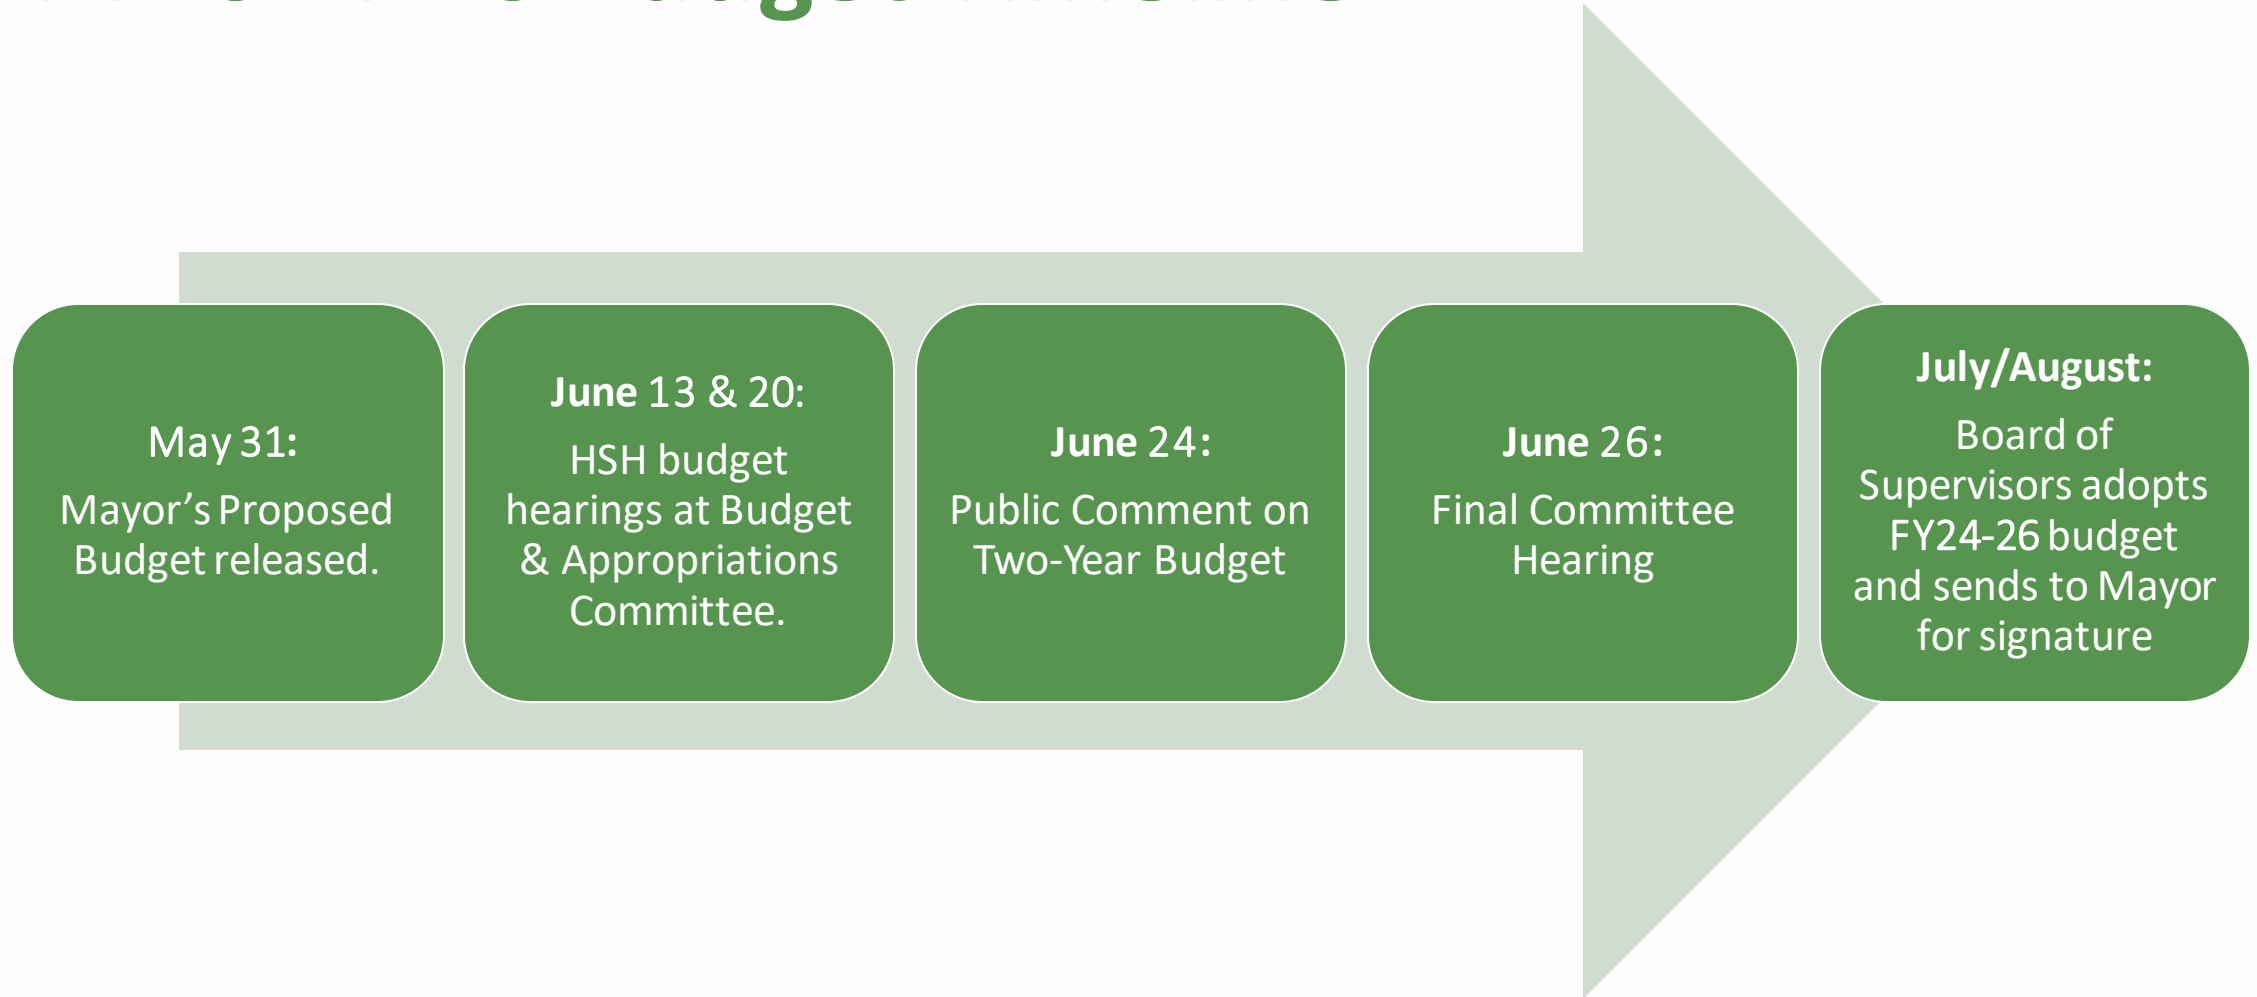 May 31:
Mayor’s Proposed
Budget released.
June 13 & 20:
HSH budget
hearings at Budget
& Appropriations
Committee.
June 24:
Public Comment on
Two-Year Budget
June 26:
Final Committee
Hearing
July/August:
Board of
Supervisors adopts
FY24-26 budget
and sends to Mayor
for signature